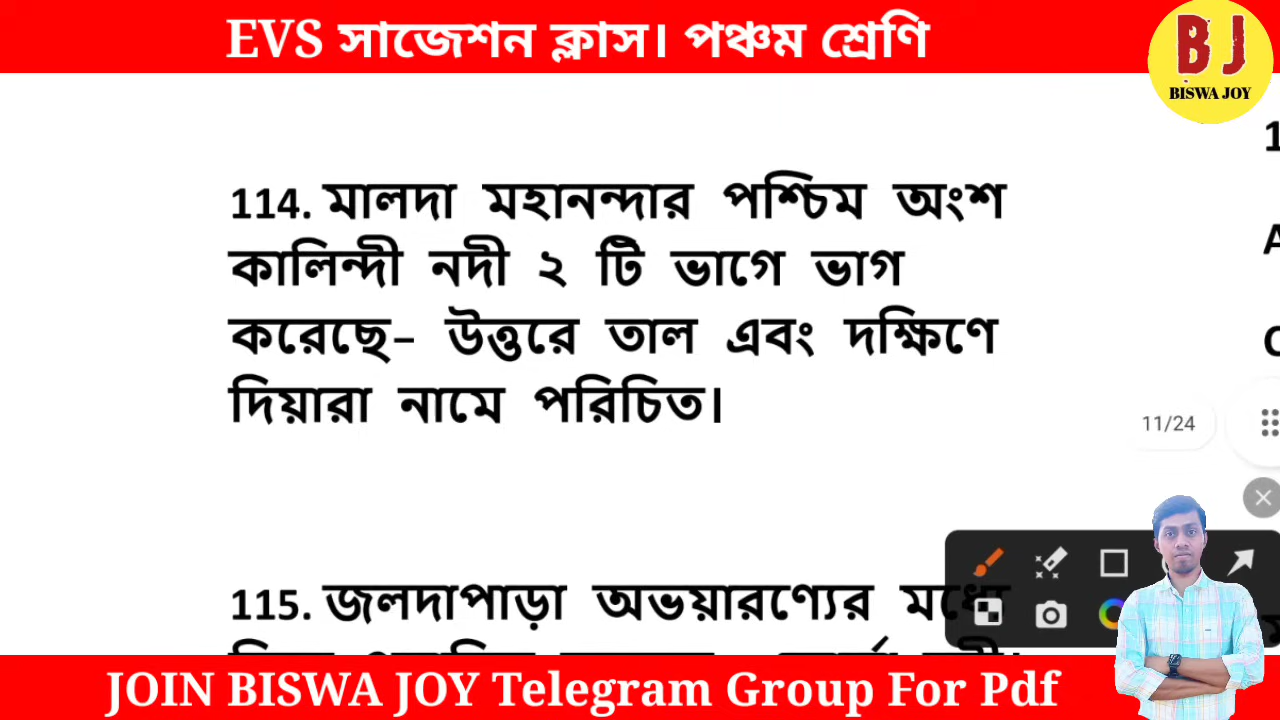 EVS সাজেশন ক্লাস। পঞ্চম শ্রেণি
BJ
BISWA JOY
114. মালদা মহানন্দার পশ্চিম অংশ
কালিন্দী নদী ২ টি ভাগে ভাগ
করেছে– উত্তরে তাল এবং দক্ষিণে
দিয়ারা নামে পরিচিত।
11/24
115. জলদাপাড়া অভয়ারণ্যের মধ্যে
JOIN BISWA JOY Telegram Group For Pdf